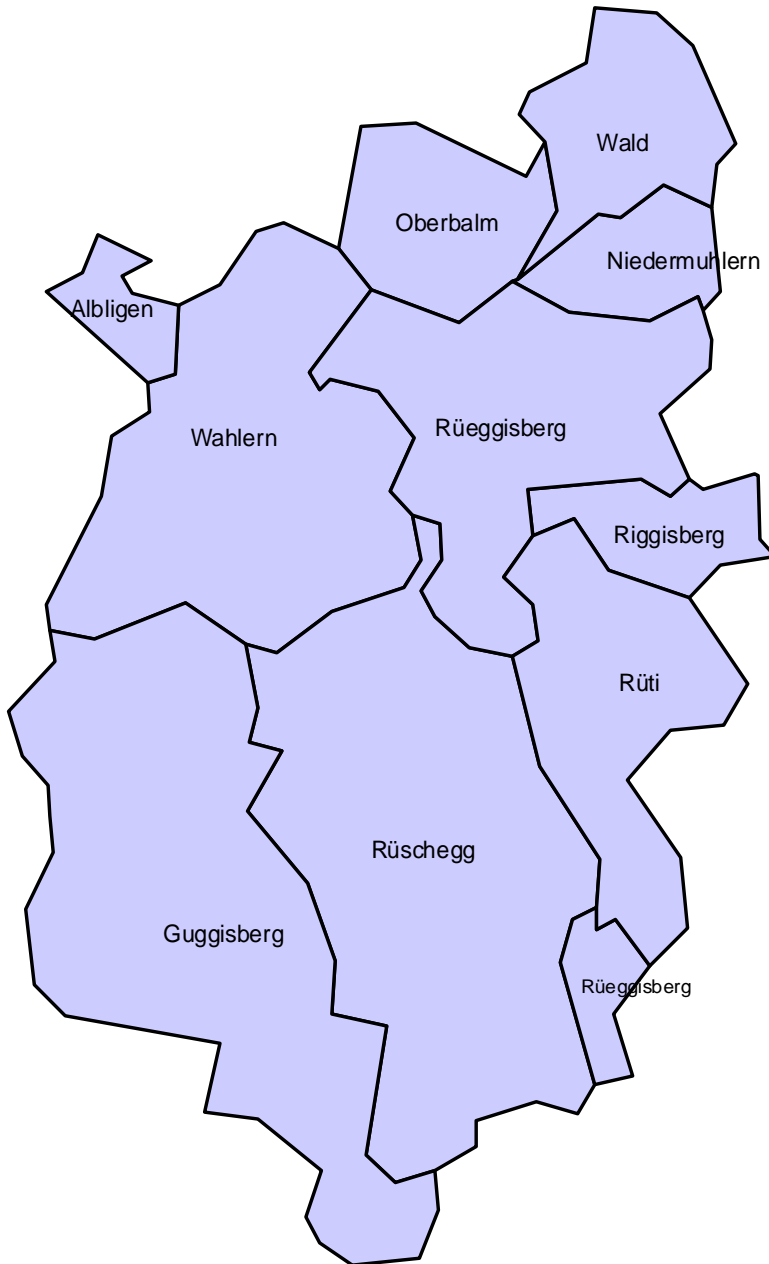 Wald
Oberbalm
Niedermuhlern
Albligen
Wahlern
Rüeggisberg
Riggisberg
Rüti
Rüschegg
Guggisberg
Rüeggisberg